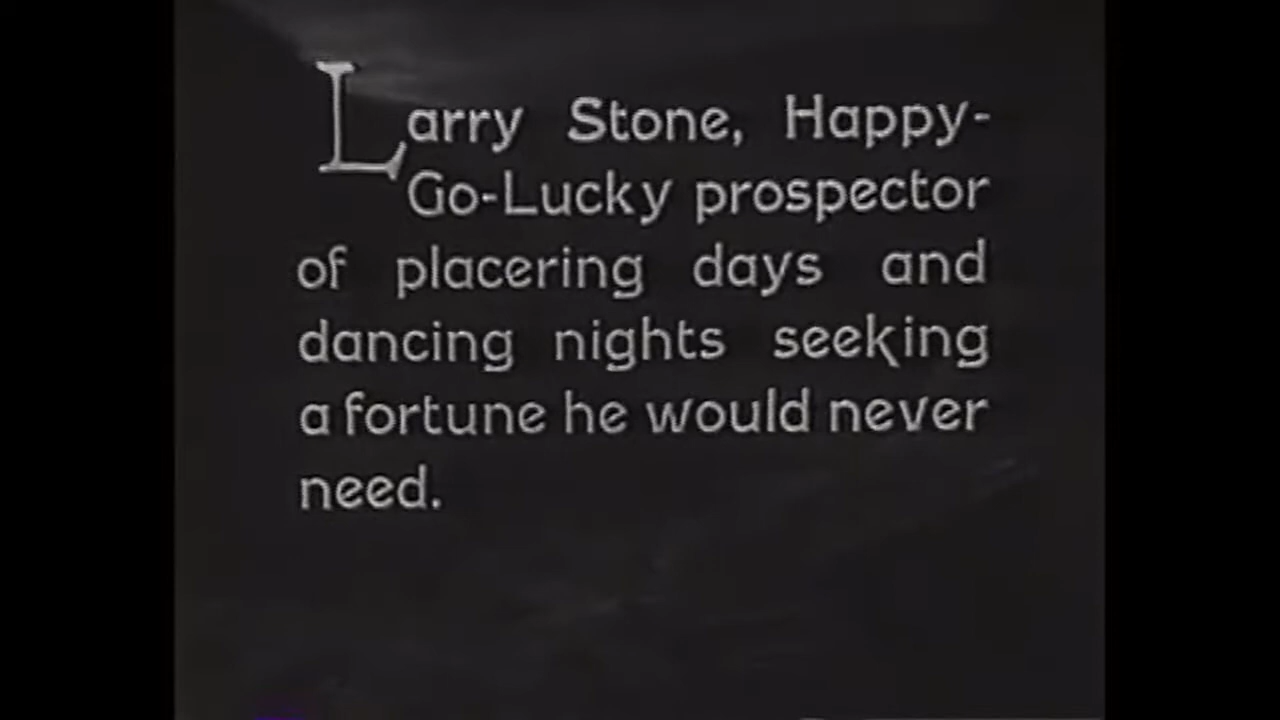 Larry Stone, Happy-
Go-Lucky prospector
of placering days and
dancing nights seeking
a fortune he would never
need.